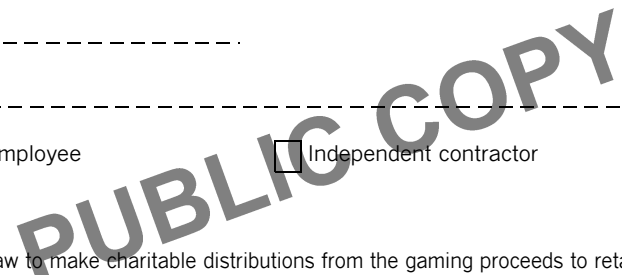 mployee Independent contractor
PUBLIC COPY
aw to make charitable distributions from the gaming proceeds to reta